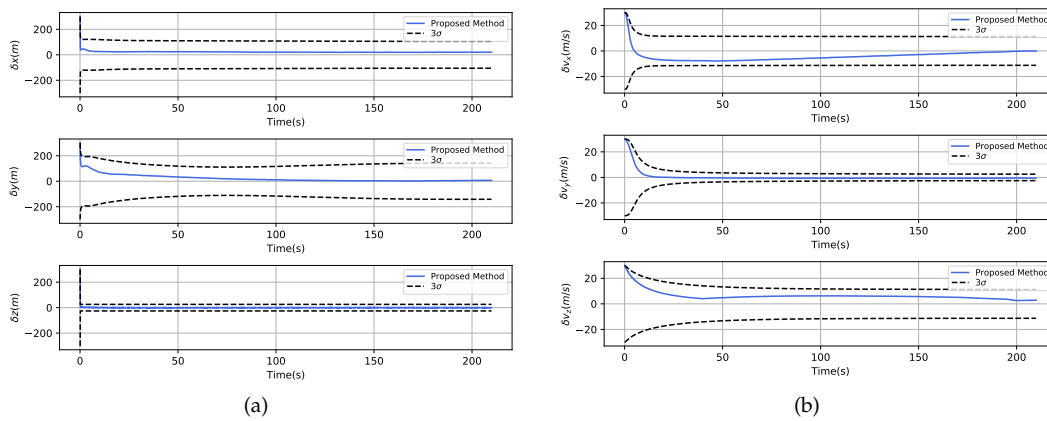 200
0
−200
δx(m)
Proposed Method
3σ
0 50 100 150 200
Time(s)
200
0
−200
δy(m)
Proposed Method
3σ
0 50 100 150 200
Time(s)
200
0
−200
δz(m)
Proposed Method
3σ
0 50 100 150 200
Time(s)
(a)
20
0
−20
δvₓ(m/s)
Proposed Method
3σ
0 50 100 150 200
Time(s)
20
0
−20
δv_y(m/s)
Proposed Method
3σ
0 50 100 150 200
Time(s)
20
0
−20
δv_z(m/s)
Proposed Method
3σ
0 50 100 150 200
Time(s)
(b)